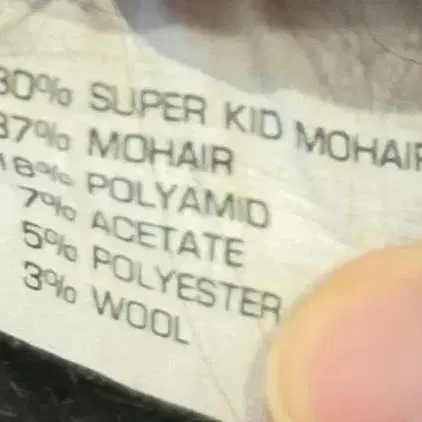 30% SUPER KID MOHAIR
37% MOHAIR
18% POLYAMID
7% ACETATE
5% POLYESTER
3% WOOL